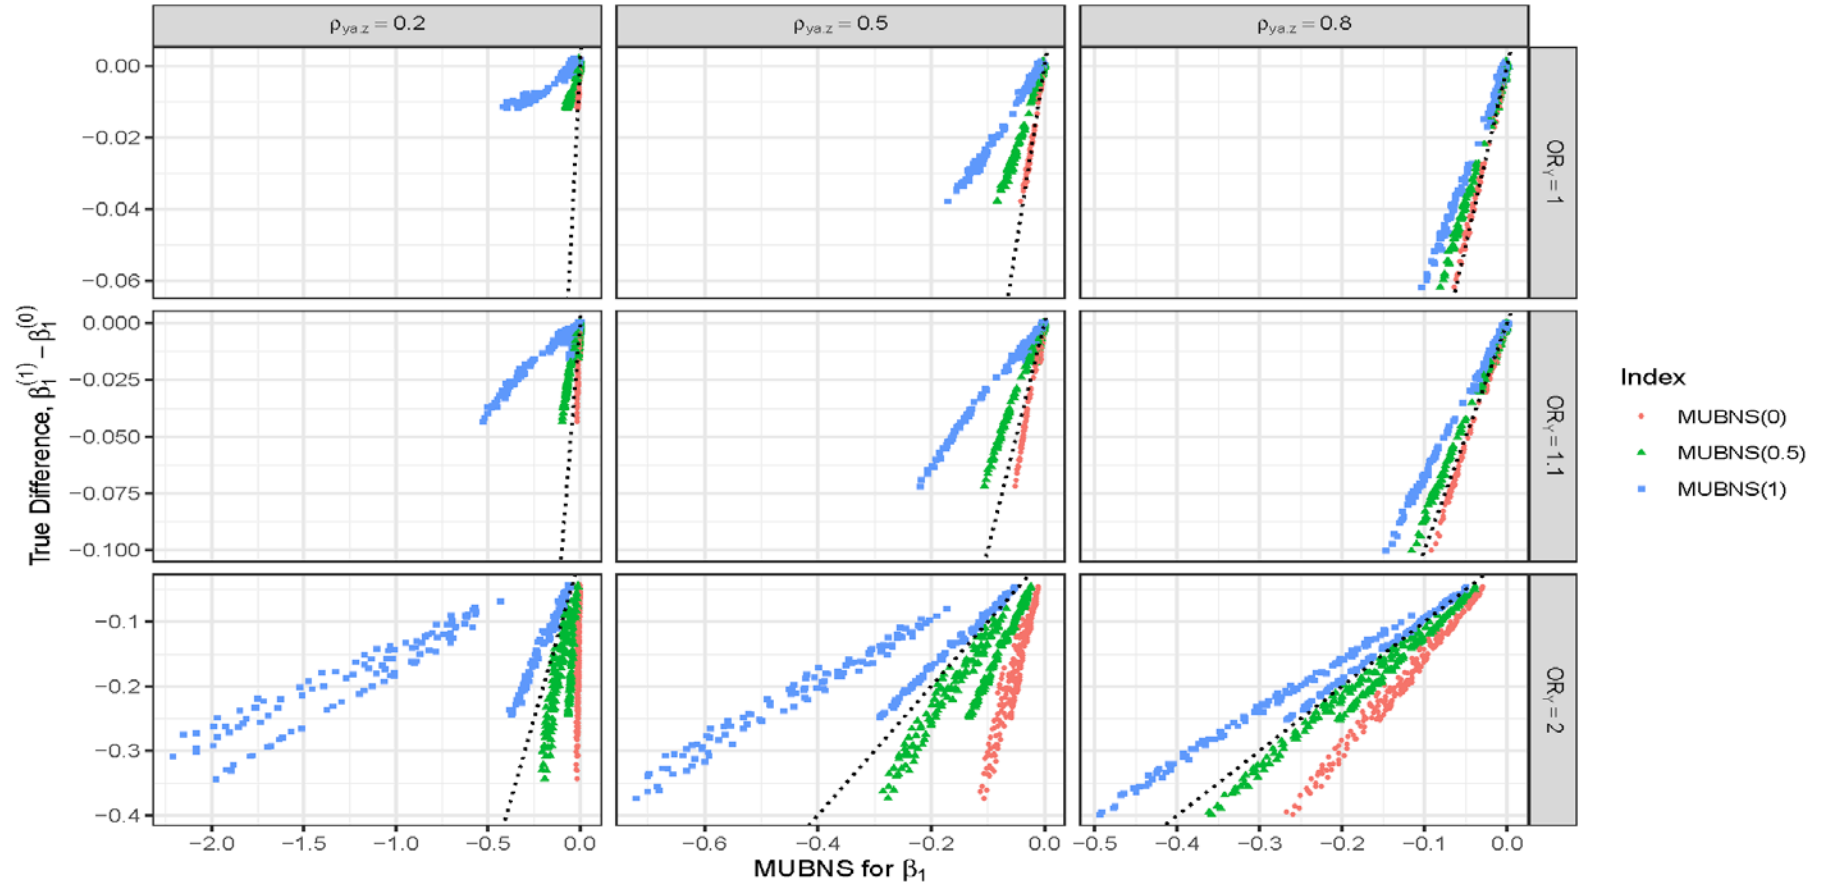 ρya.z = 0.2
ρya.z = 0.5
ρya.z = 0.8
0.00
−0.02
−0.04
−0.06
ORY = 1
0.000
−0.025
−0.050
−0.075
−0.100
ORY = 1.1
−0.1
−0.2
−0.3
−0.4
ORY = 2
−2.0 −1.5 −1.0 −0.5 0.0
−0.6 −0.4 −0.2 0.0
−0.5 −0.4 −0.3 −0.2 −0.1 0.0
MUBNS for β1
True Difference, β1(1) − β1(0)
Index
MUBNS(0)
MUBNS(0.5)
MUBNS(1)